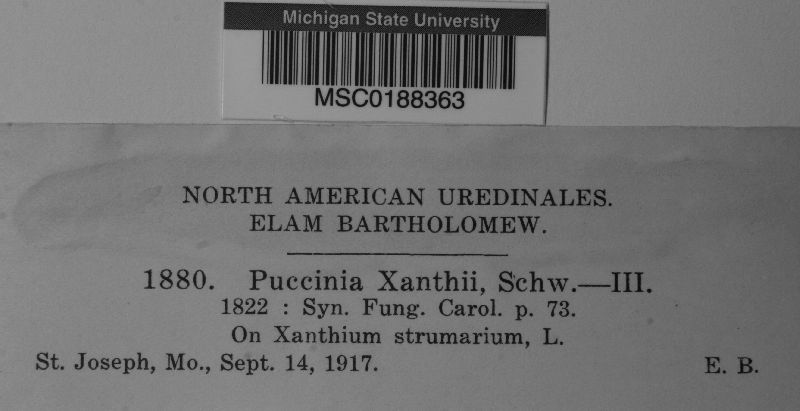 Michigan State University
MSC0188363
NORTH AMERICAN UREDINALES.
ELAM BARTHOLOMEW.
1880. Puccinia Xanthii, Schw.—III.
1822 : Syn. Fung. Carol. p. 73.
On Xanthium strumarium, L.
St. Joseph, Mo., Sept. 14, 1917. E. B.